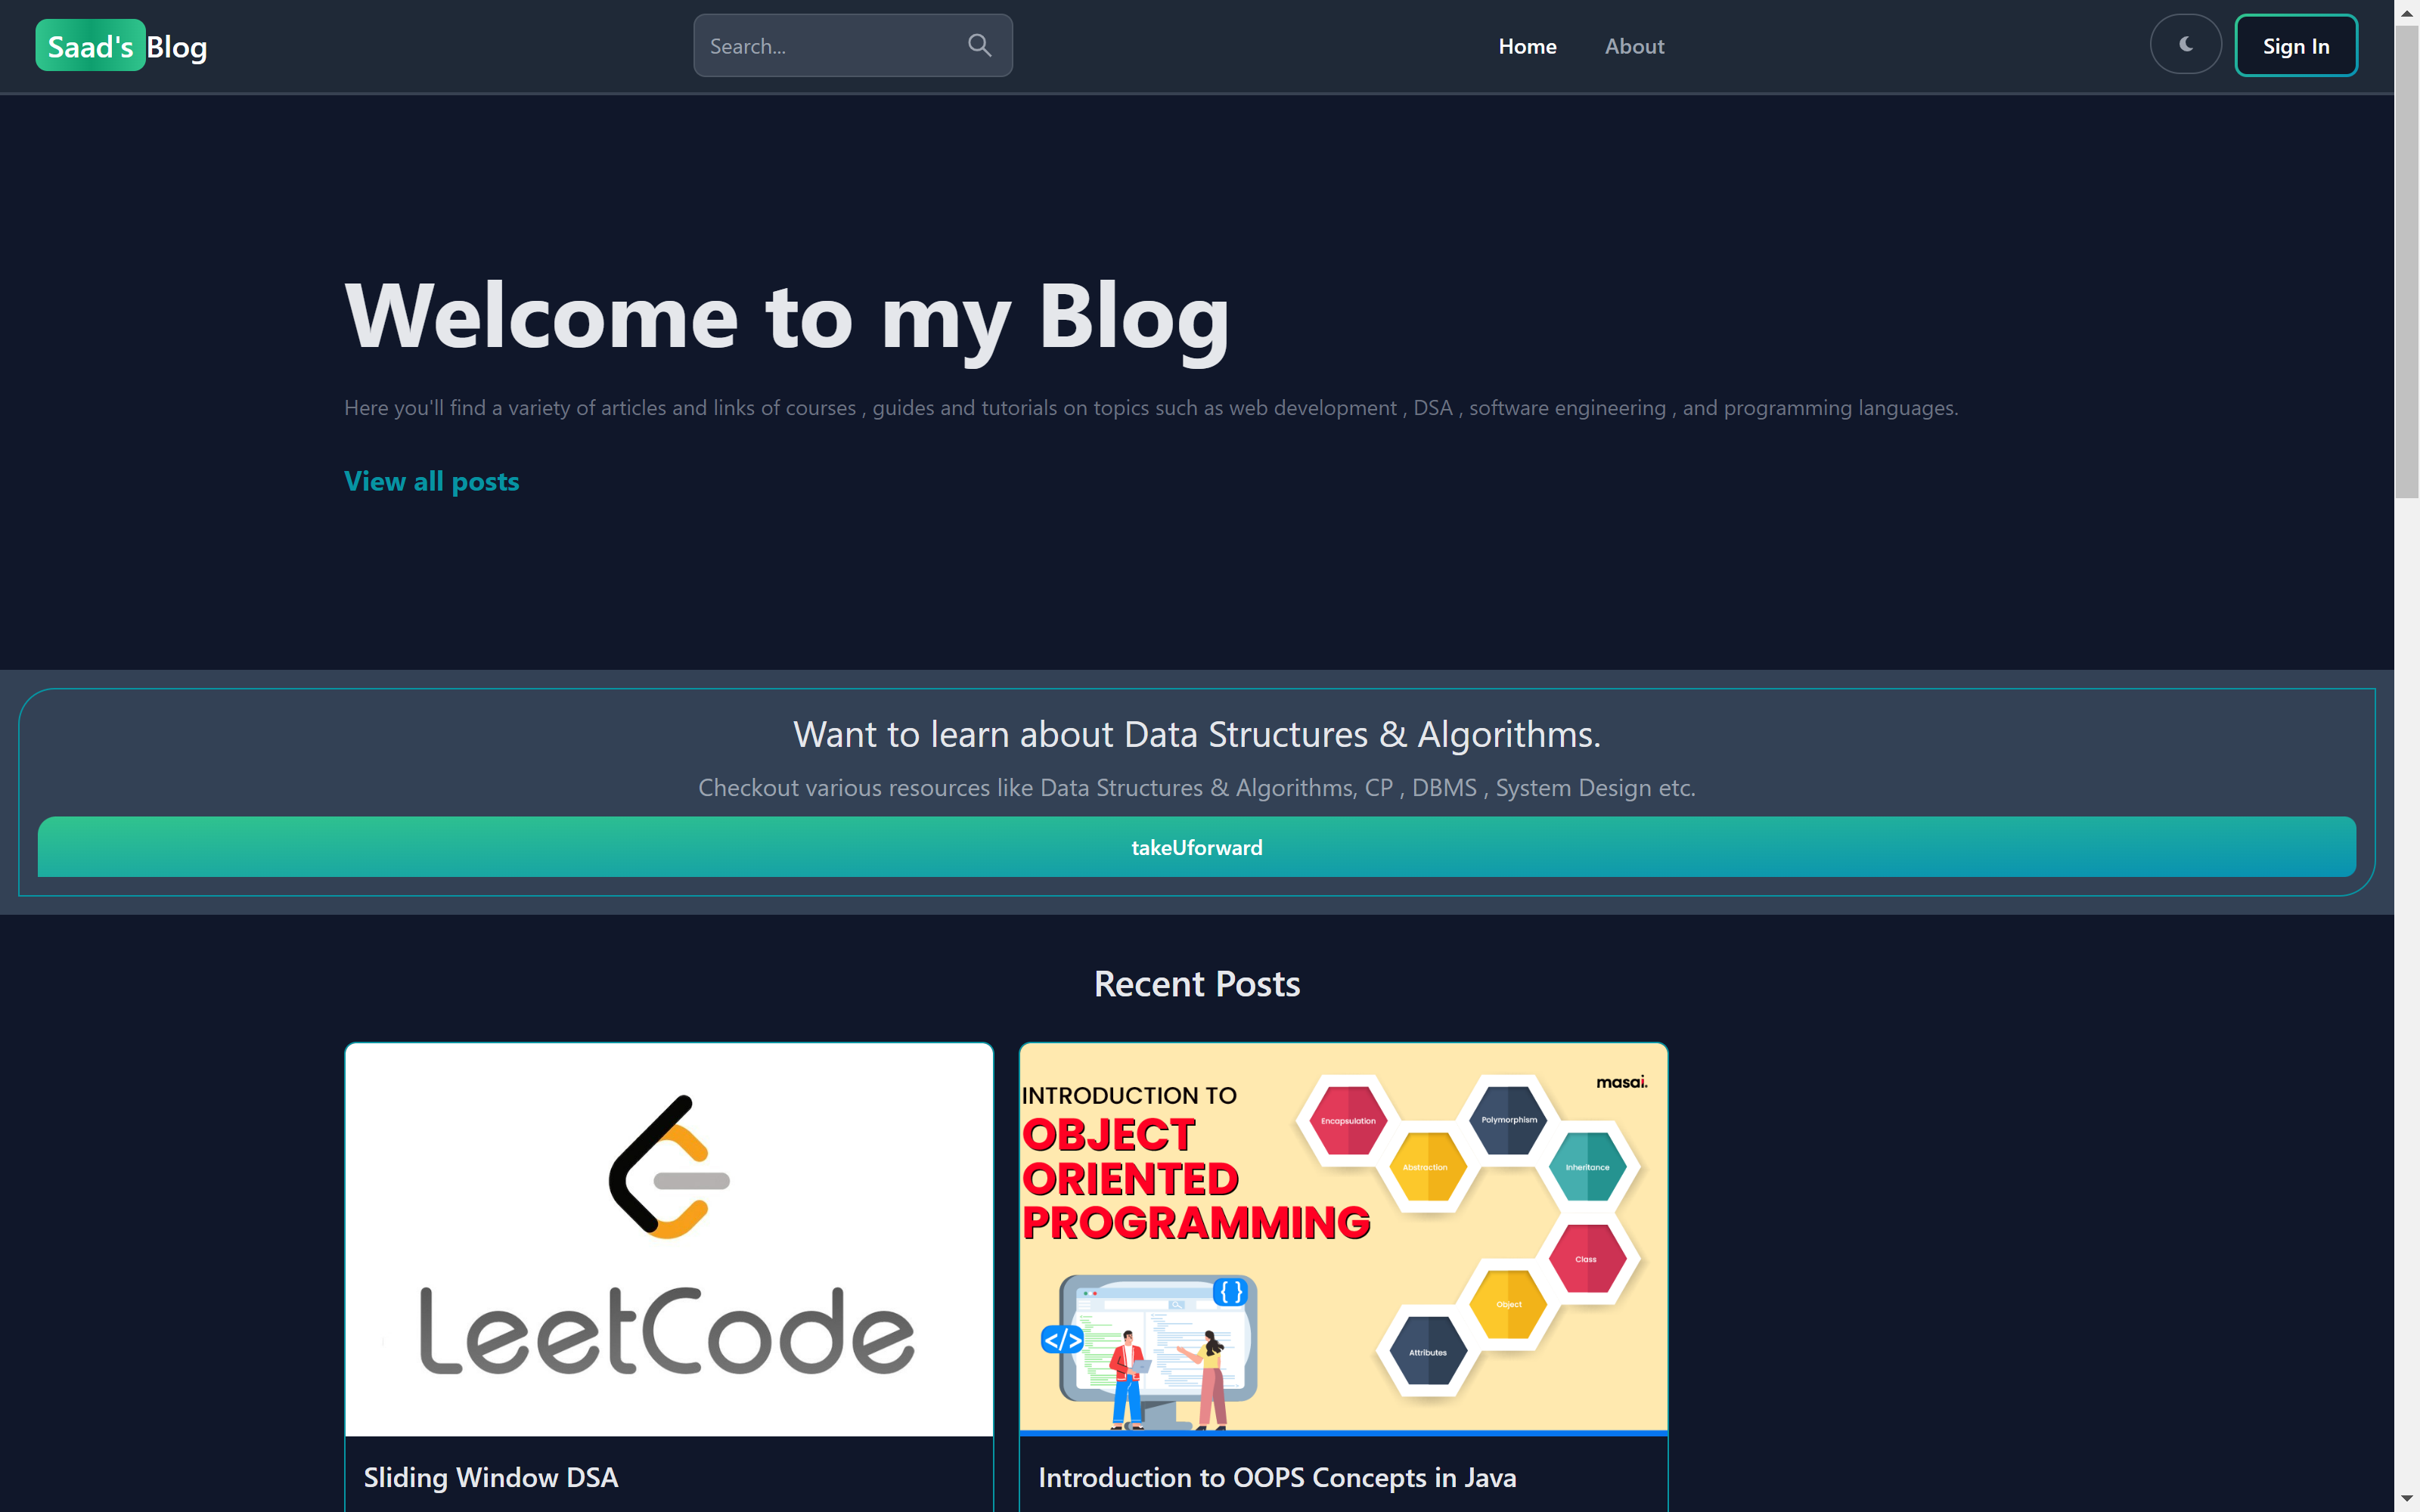 Saad's Blog
Search...
Home
About
Sign In
Welcome to my Blog
Here you'll find a variety of articles and links of courses , guides and tutorials on topics such as web development , DSA , software engineering , and programming languages.
View all posts
Want to learn about Data Structures & Algorithms.
Checkout various resources like Data Structures & Algorithms, CP , DBMS , System Design etc.
takeUforward
Recent Posts
LeetCode
Sliding Window DSA
masai.
INTRODUCTION TO
OBJECT
ORIENTED
PROGRAMMING
Encapsulation
Polymorphism
Abstraction
Inheritance
Class
Object
Attributes
{ }
</>
Introduction to OOPS Concepts in Java